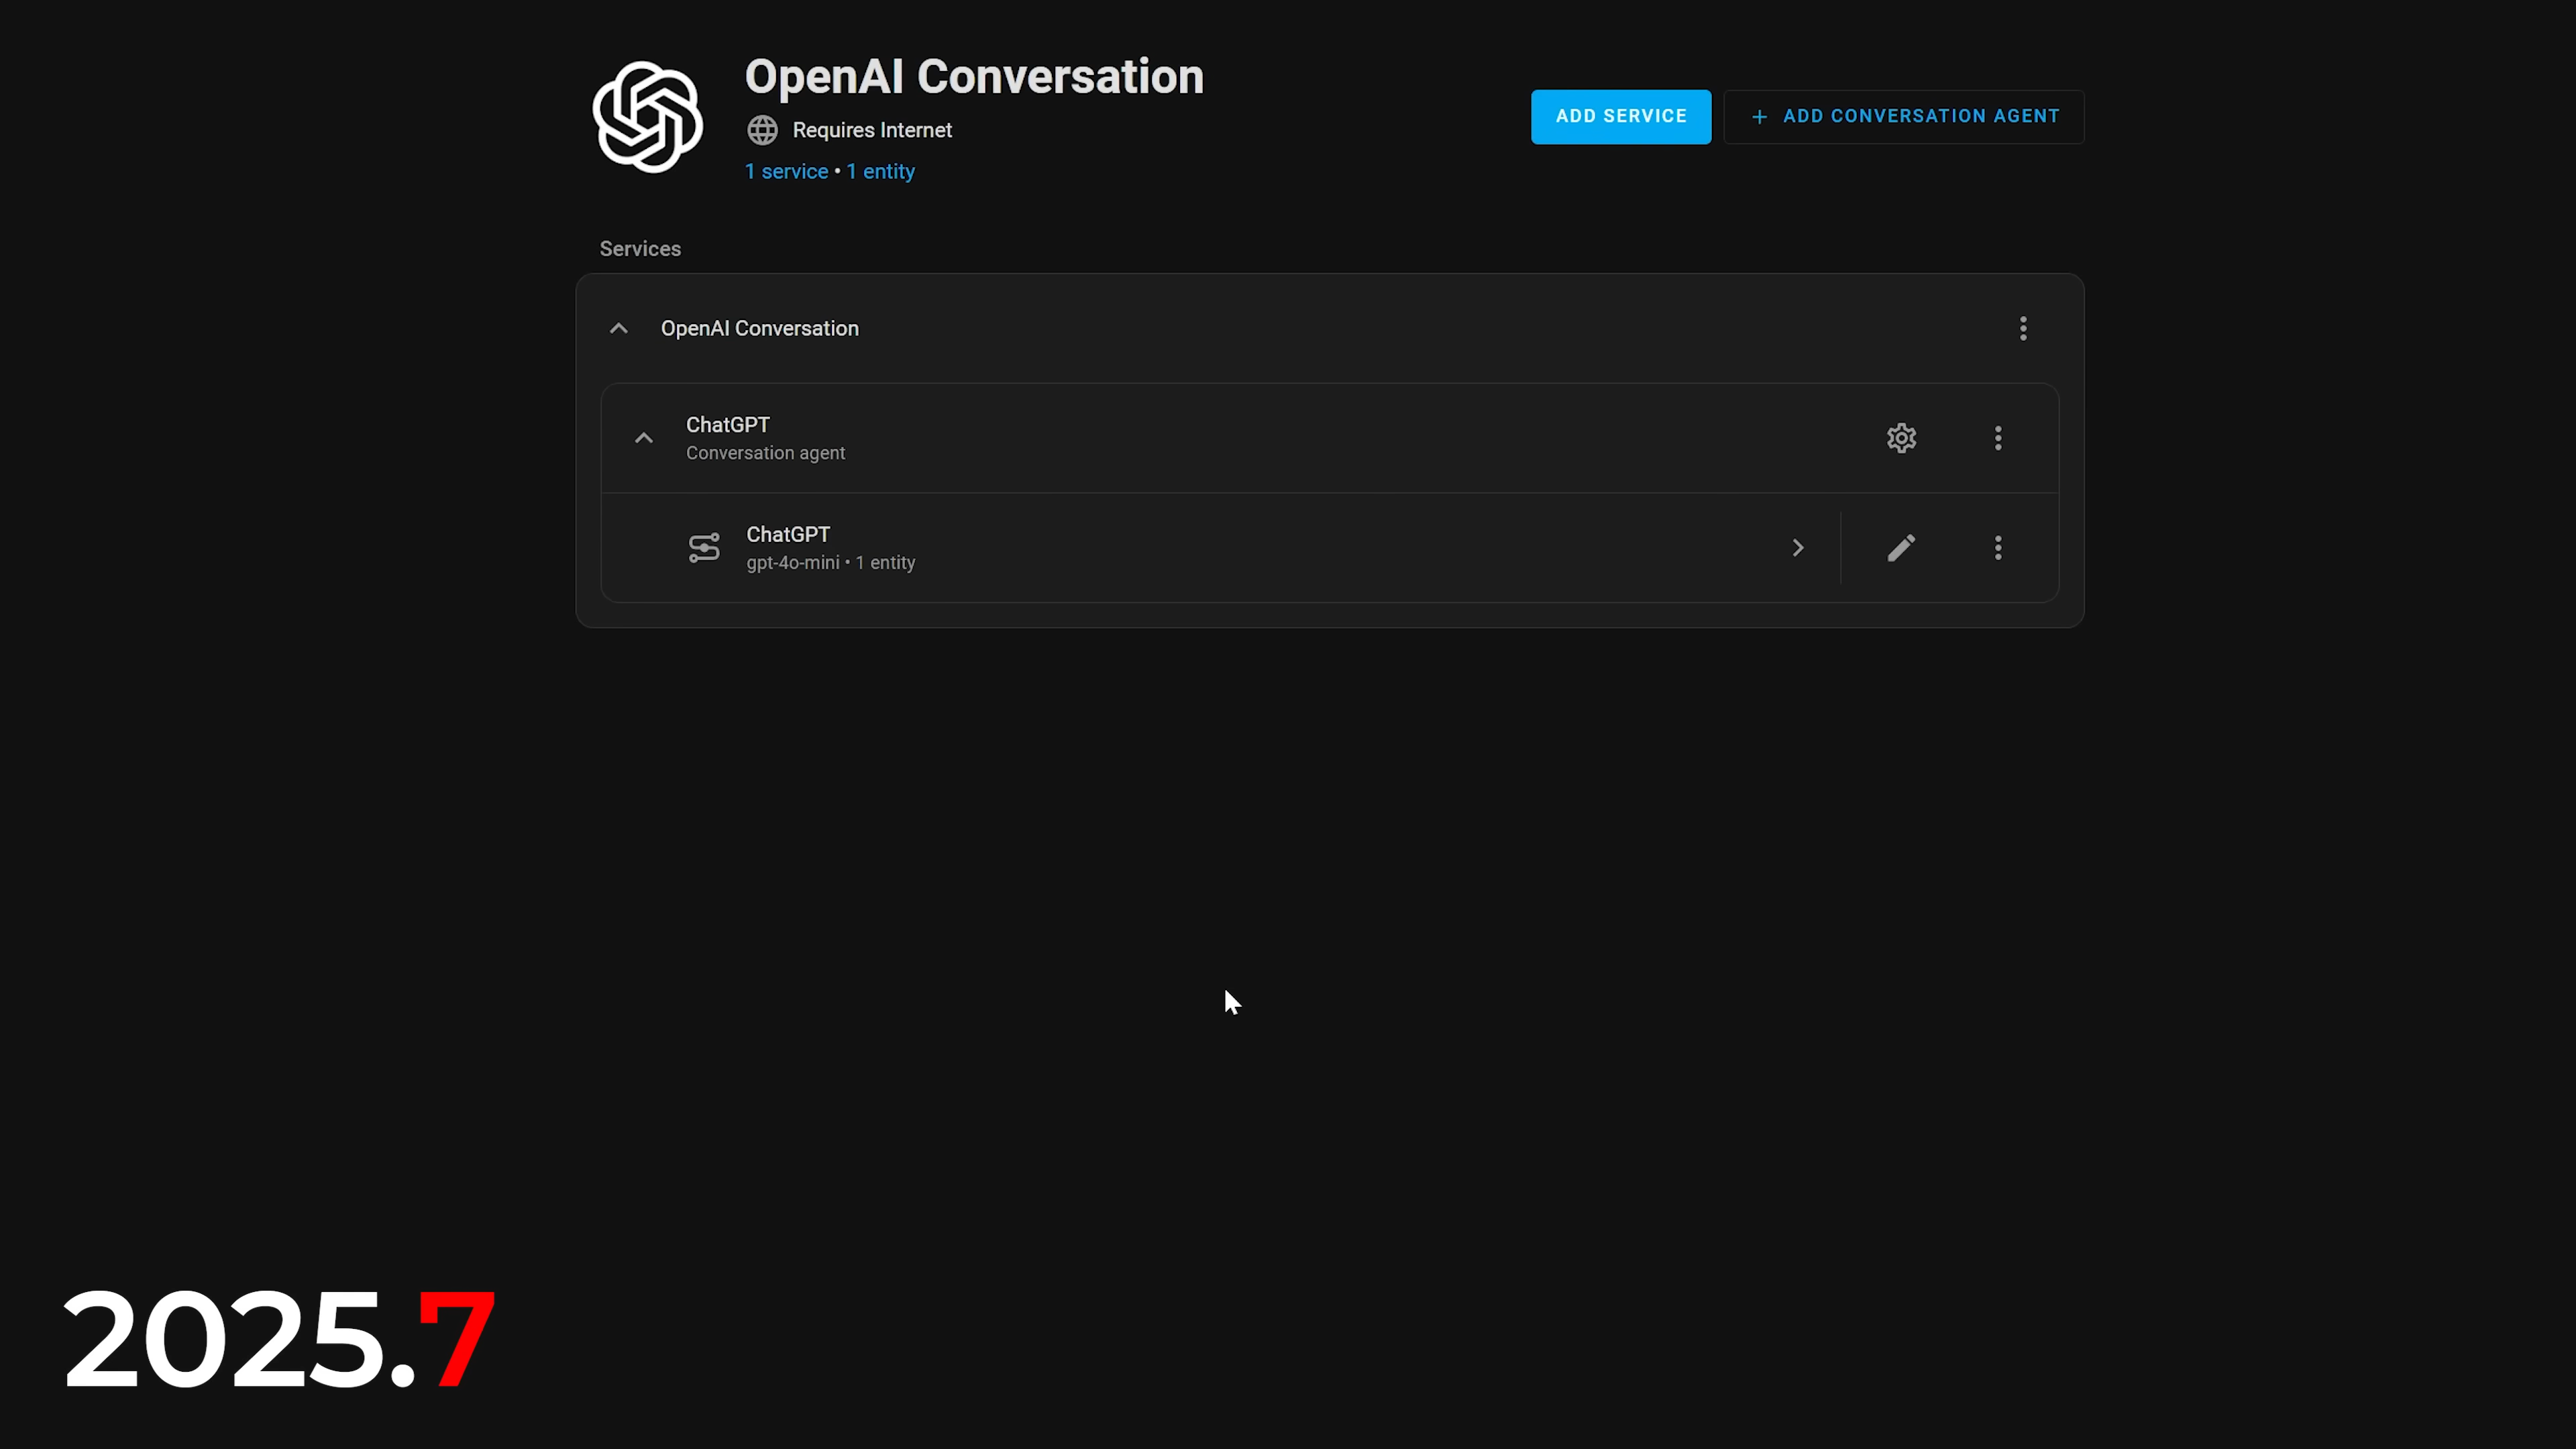 OpenAI Conversation
Requires Internet
1 service • 1 entity
ADD SERVICE
+ ADD CONVERSATION AGENT
Services
OpenAI Conversation
ChatGPT
Conversation agent
ChatGPT
gpt-4o-mini • 1 entity
2025.7